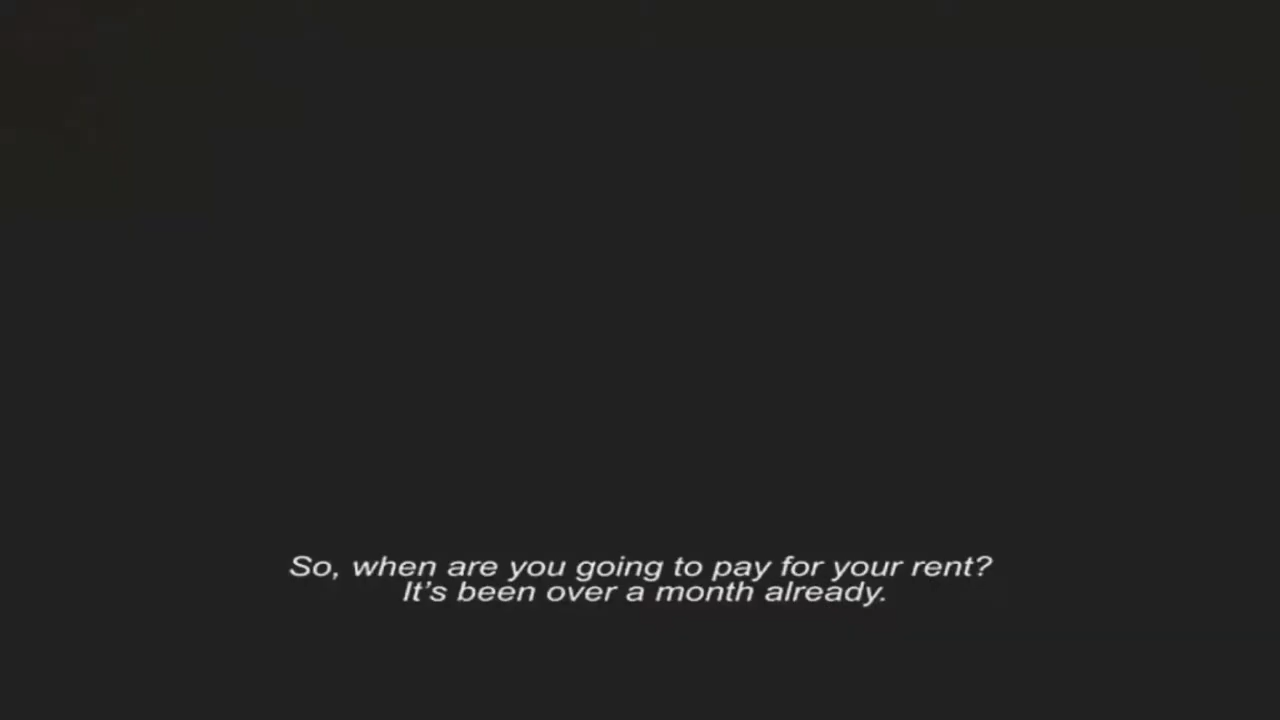 So, when are you going to pay for your rent?
It's been over a month already.